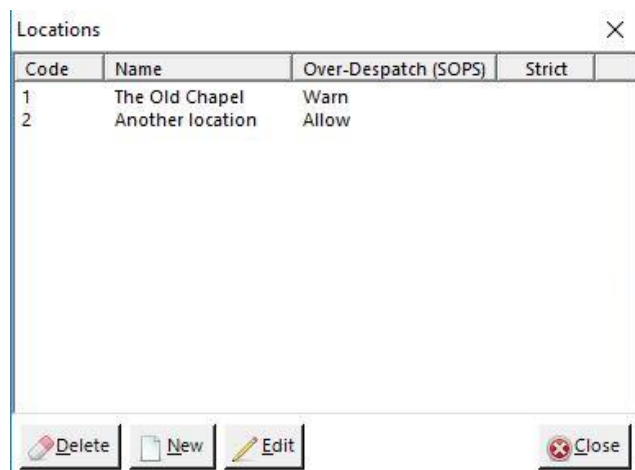 Locations
Code Name Over-Despatch (SOPS) Strict
1 The Old Chapel Warn
2 Another location Allow
Delete New Edit Close